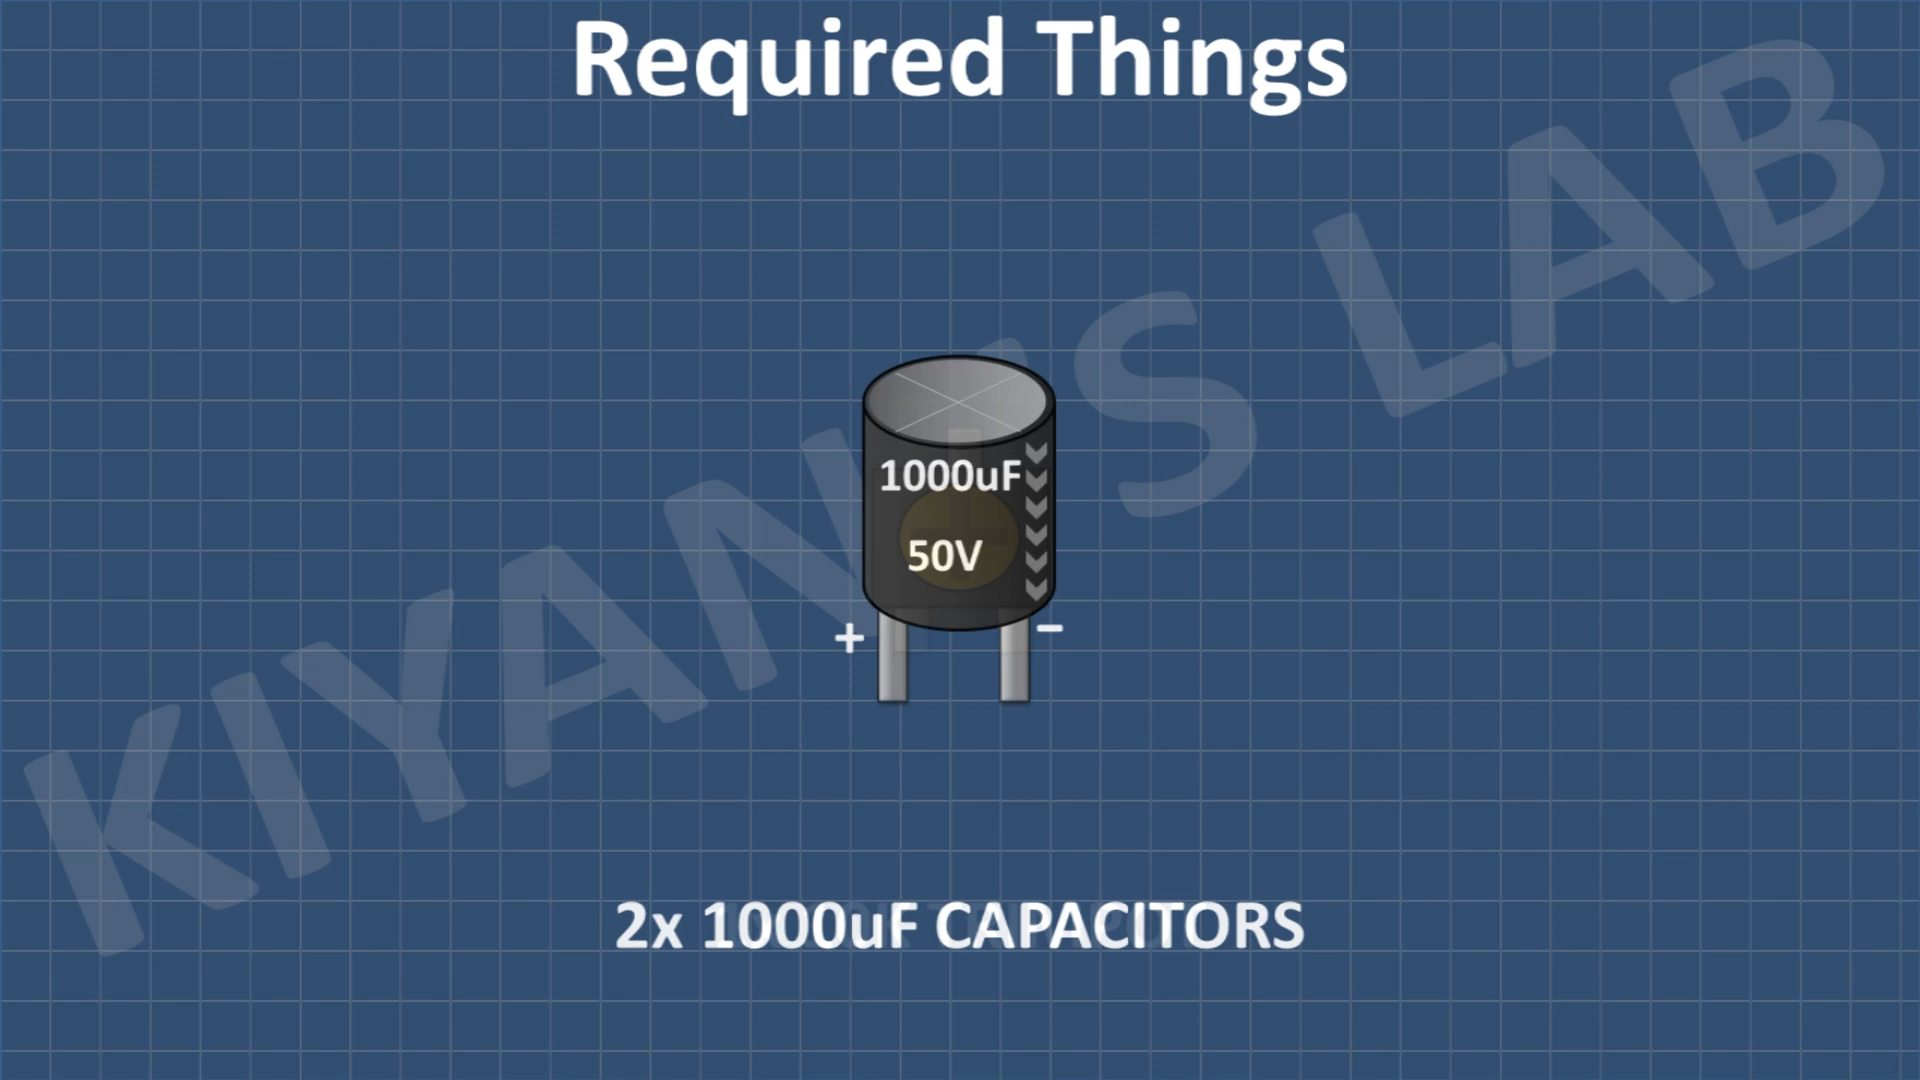 Required Things
KIYAN'S LAB
1000uF
50V
+ −
2x 1000uF CAPACITORS